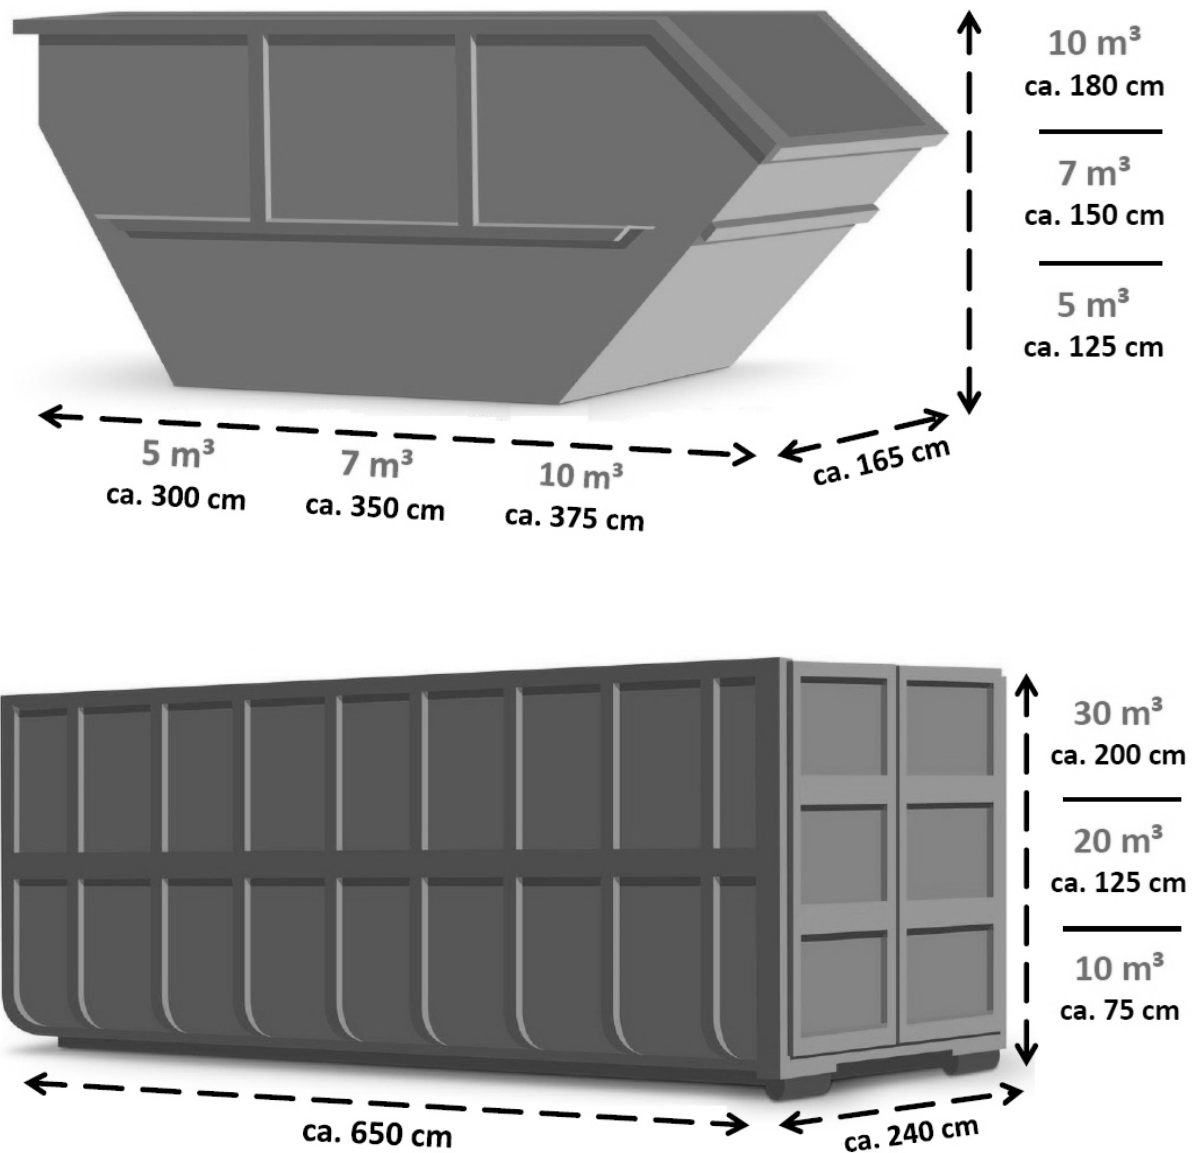 10 m³
ca. 180 cm
7 m³
ca. 150 cm
5 m³
ca. 125 cm
5 m³
ca. 300 cm
7 m³
ca. 350 cm
10 m³
ca. 375 cm
ca. 165 cm
30 m³
ca. 200 cm
20 m³
ca. 125 cm
10 m³
ca. 75 cm
ca. 650 cm
ca. 240 cm